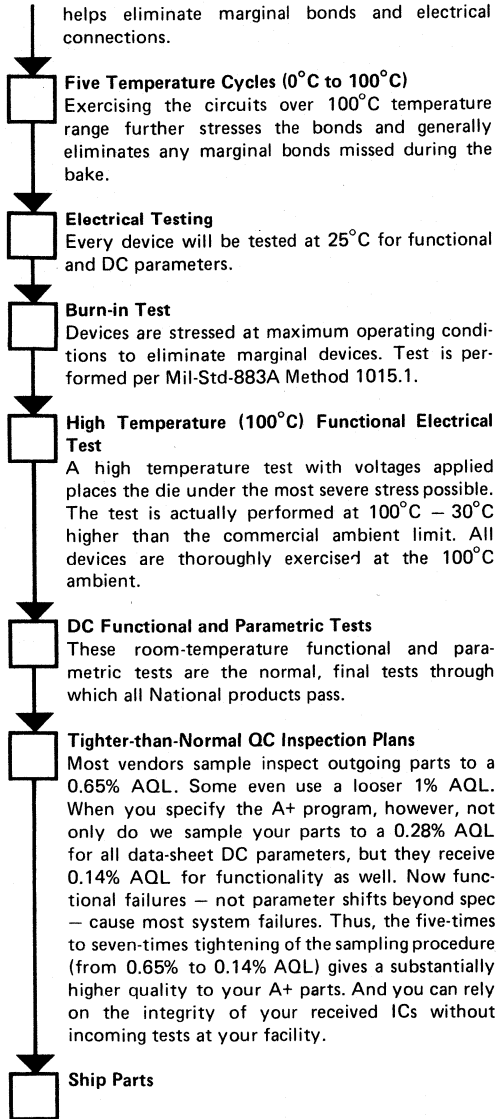 helps eliminate marginal bonds and electrical
connections.
Five Temperature Cycles (0°C to 100°C)
Exercising the circuits over 100°C temperature
range further stresses the bonds and generally
eliminates any marginal bonds missed during the
bake.
Electrical Testing
Every device will be tested at 25°C for functional
and DC parameters.
Burn-in Test
Devices are stressed at maximum operating condi-
tions to eliminate marginal devices. Test is per-
formed per Mil-Std-883A Method 1015.1.
High Temperature (100°C) Functional Electrical
Test
A high temperature test with voltages applied
places the die under the most severe stress possible.
The test is actually performed at 100°C — 30°C
higher than the commercial ambient limit. All
devices are thoroughly exercised at the 100°C
ambient.
DC Functional and Parametric Tests
These room-temperature functional and para-
metric tests are the normal, final tests through
which all National products pass.
Tighter-than-Normal QC Inspection Plans
Most vendors sample inspect outgoing parts to a
0.65% AQL. Some even use a looser 1% AQL.
When you specify the A+ program, however, not
only do we sample your parts to a 0.28% AQL
for all data-sheet DC parameters, but they receive
0.14% AQL for functionality as well. Now func-
tional failures — not parameter shifts beyond spec
— cause most system failures. Thus, the five-times
to seven-times tightening of the sampling procedure
(from 0.65% to 0.14% AQL) gives a substantially
higher quality to your A+ parts. And you can rely
on the integrity of your received ICs without
incoming tests at your facility.
Ship Parts